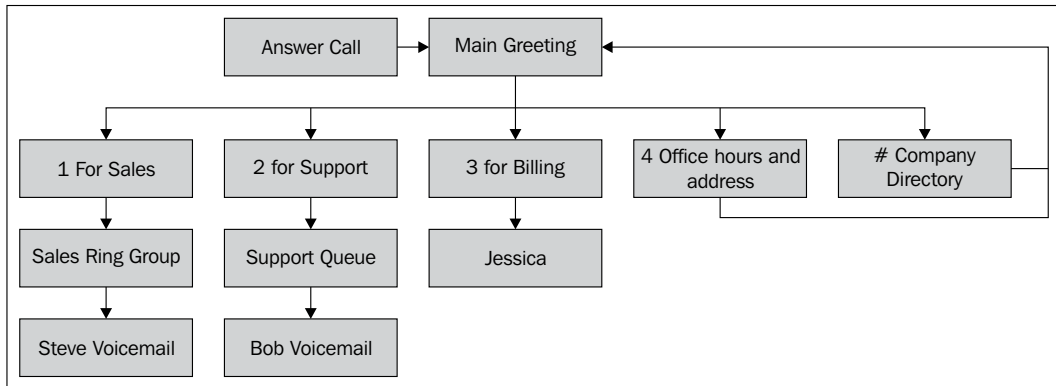 Answer Call
Main Greeting
1 For Sales
2 for Support
3 for Billing
4 Office hours and
address
# Company
Directory
Sales Ring Group
Support Queue
Jessica
Steve Voicemail
Bob Voicemail